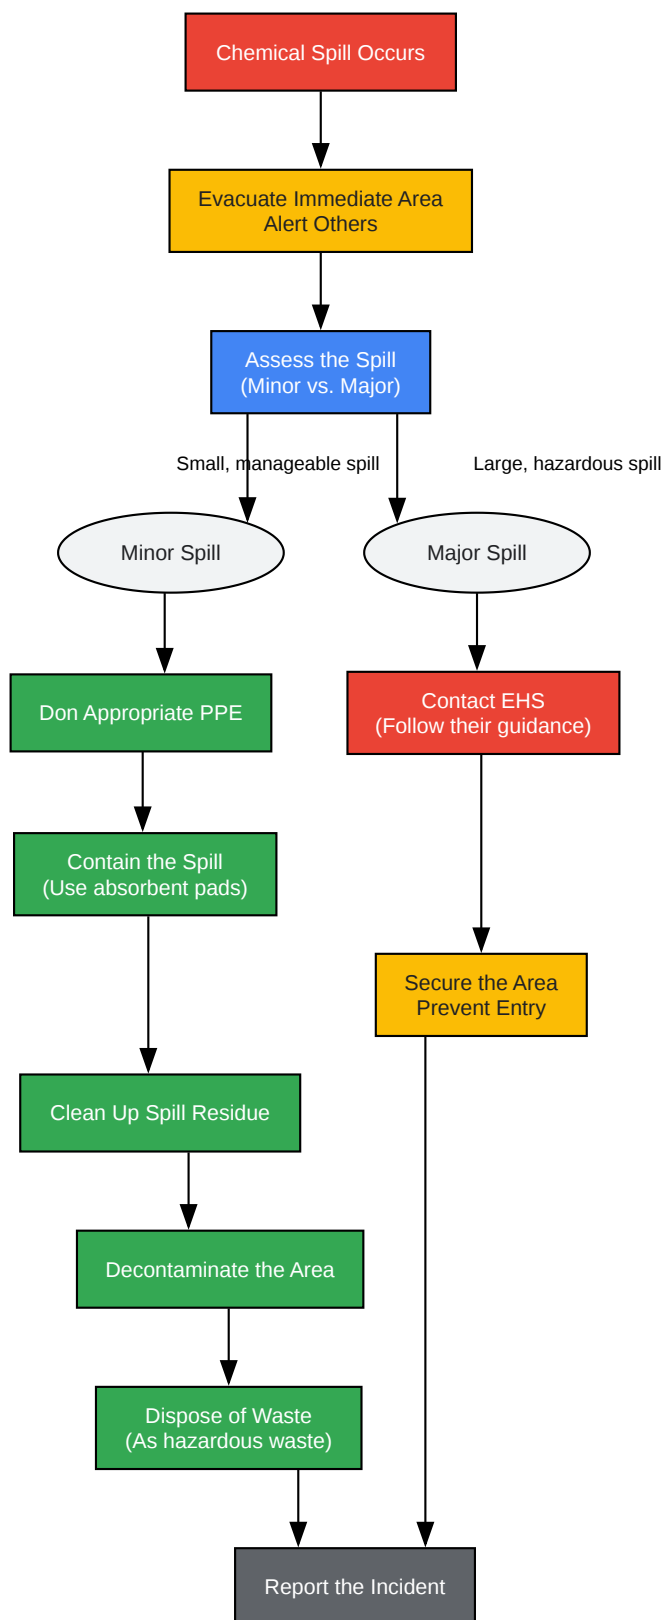 Chemical Spill Occurs
Evacuate Immediate Area
Alert Others
Assess the Spill
(Minor vs. Major)
Small, manageable spill
Large, hazardous spill
Minor Spill
Major Spill
Don Appropriate PPE
Contact EHS
(Follow their guidance)
Contain the Spill
(Use absorbent pads)
Secure the Area
Prevent Entry
Clean Up Spill Residue
Decontaminate the Area
Dispose of Waste
(As hazardous waste)
Report the Incident